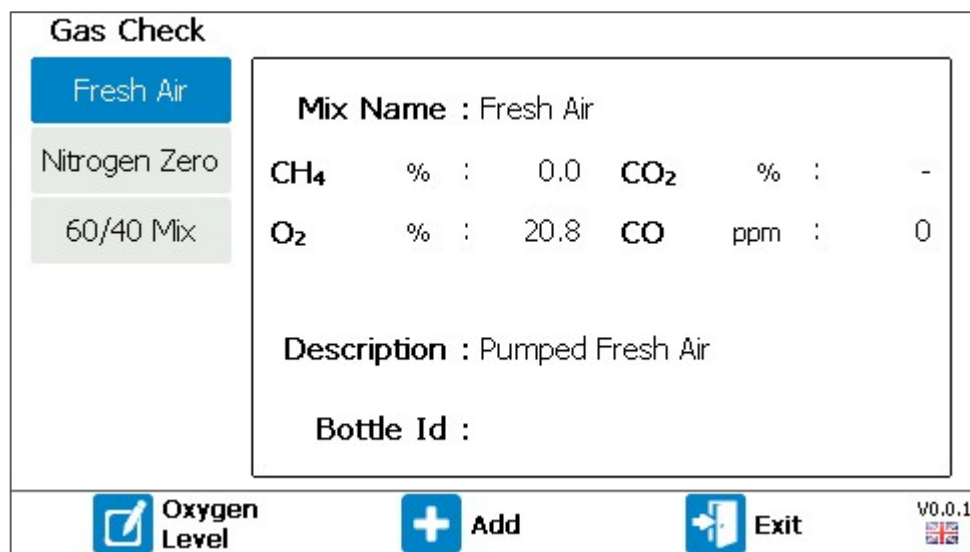 Gas Check
Fresh Air
Nitrogen Zero
60/40 Mix
Mix Name : Fresh Air
CH₄ % : 0.0 CO₂ % : -
O₂ % : 20.8 CO ppm : 0
Description : Pumped Fresh Air
Bottle Id :
Oxygen
Level
Add
Exit
V0.0.1